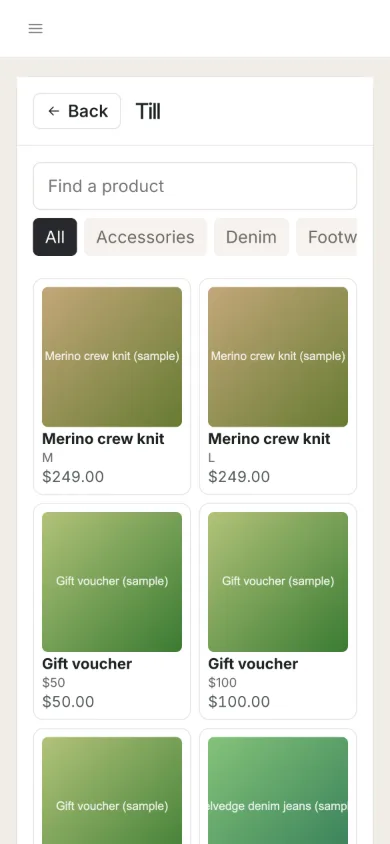 Back
Till
Find a product
All
Accessories
Denim
Footw
Merino crew knit (sample)
Merino crew knit
M
$249.00
Merino crew knit (sample)
Merino crew knit
L
$249.00
Gift voucher (sample)
Gift voucher
$50
$50.00
Gift voucher (sample)
Gift voucher
$100
$100.00
Gift voucher (sample)
elvedge denim jeans (samp